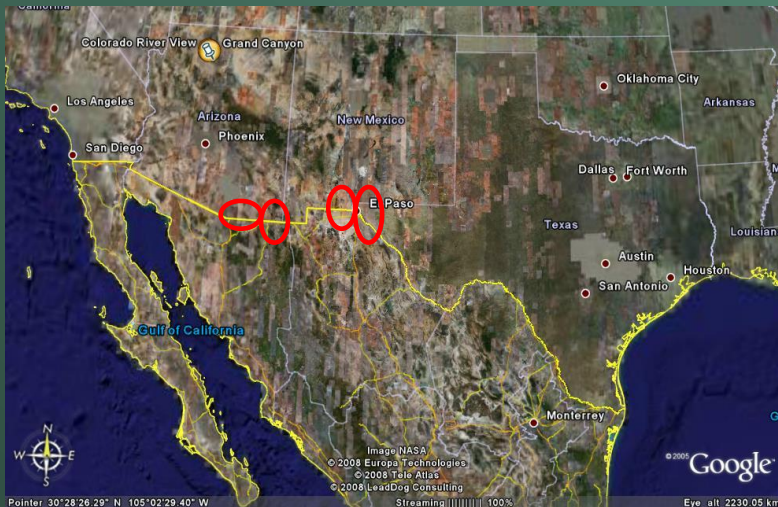 California
Colorado River View Grand Canyon
Oklahoma City
Los Angeles
Arizona
Arkansas
New Mexico
Phoenix
San Diego
Dallas Fort Worth
El Paso
Texas
Louisian
Austin
Houston
San Antonio
Gulf of California
Monterrey
N
W E
S
Image NASA
© 2008 Europa Technologies
© 2008 Tele Atlas
© 2008 LeadDog Consulting
© 2005 Google™
Pointer 30°28'26.29" N 105°02'29.40" W Streaming ||||||||| 100% Eye alt 2230.05 km